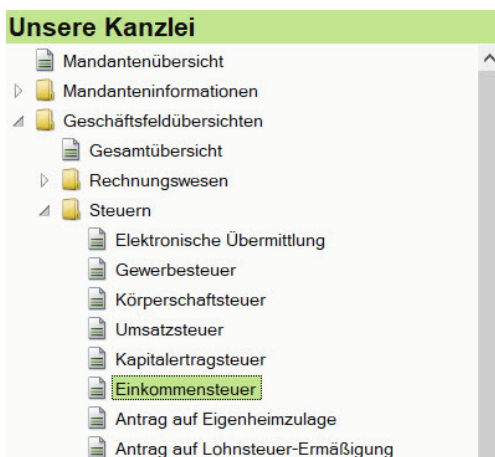 Unsere Kanzlei
Mandantenübersicht
Mandanteninformationen
Geschäftsfeldübersichten
Gesamtübersicht
Rechnungswesen
Steuern
Elektronische Übermittlung
Gewerbesteuer
Körperschaftsteuer
Umsatzsteuer
Kapitalertragsteuer
Einkommensteuer
Antrag auf Eigenheimzulage
Antrag auf Lohnsteuer-Ermäßigung